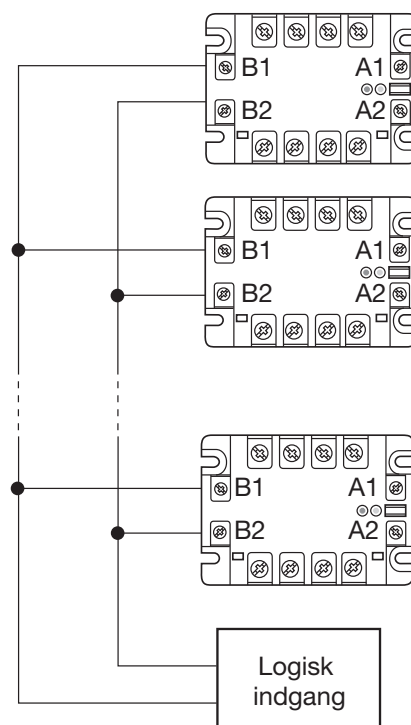 B1 A1
B2 A2
B1 A1
B2 A2
B1 A1
B2 A2
Logisk
indgang